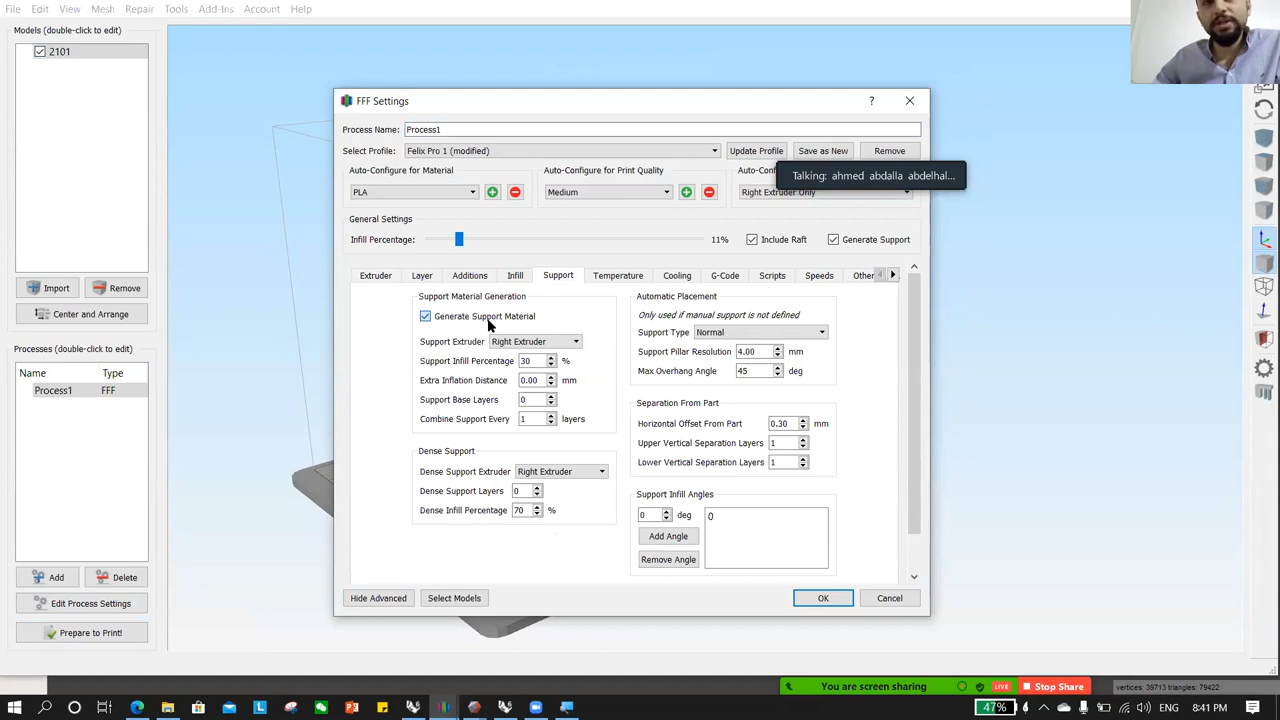 File Edit View Mesh Repair Tools Add-Ins Account Help
Models (double-click to edit)
2101
Import Remove
Center and Arrange
Processes (double-click to edit)
Name Type
Process1 FFF
Add Delete
Edit Process Settings
Prepare to Print!
FFF Settings
Process Name: Process1
Select Profile: Felix Pro 1 (modified) Update Profile Save as New Remove
Talking: ahmed abdalla abdelhal...
Auto-Configure for Material Auto-Configure for Print Quality
PLA Medium Right Extruder Only
General Settings
Infill Percentage: 11% Include Raft Generate Support
Extruder Layer Additions Infill Support Temperature Cooling G-Code Scripts Speeds Other
Support Material Generation
Generate Support Material
Support Extruder Right Extruder
Support Infill Percentage 30 %
Extra Inflation Distance 0.00 mm
Support Base Layers 0
Combine Support Every 1 layers
Dense Support
Dense Support Extruder Right Extruder
Dense Support Layers 0
Dense Infill Percentage 70 %
Automatic Placement
Only used if manual support is not defined
Support Type Normal
Support Pillar Resolution 4.00 mm
Max Overhang Angle 45 deg
Separation From Part
Horizontal Offset From Part 0.30 mm
Upper Vertical Separation Layers 1
Lower Vertical Separation Layers 1
Support Infill Angles
0 deg 0
Add Angle
Remove Angle
Hide Advanced Select Models OK Cancel
You are screen sharing LIVE Stop Share
vertices: 39713 triangles: 79422
47% ENG 8:41 PM